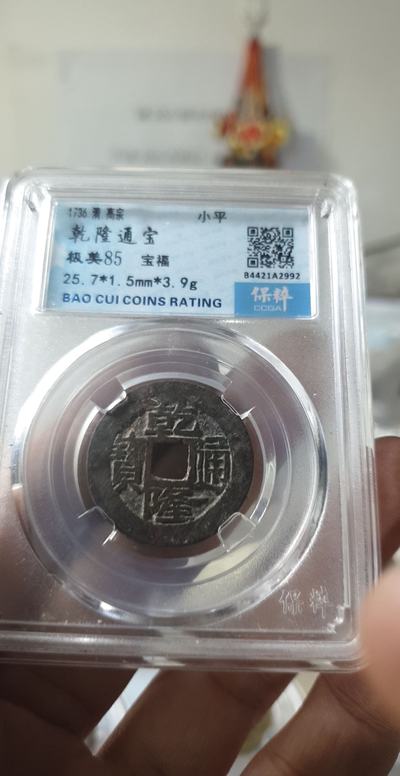 1736 清 高宗 小平
乾隆通宝
极美85 宝福
B4421A2992
25.7*1.5mm*3.9g
保粹
CCGA
BAO CUI COINS RATING
乾
寶 通
隆
保粹